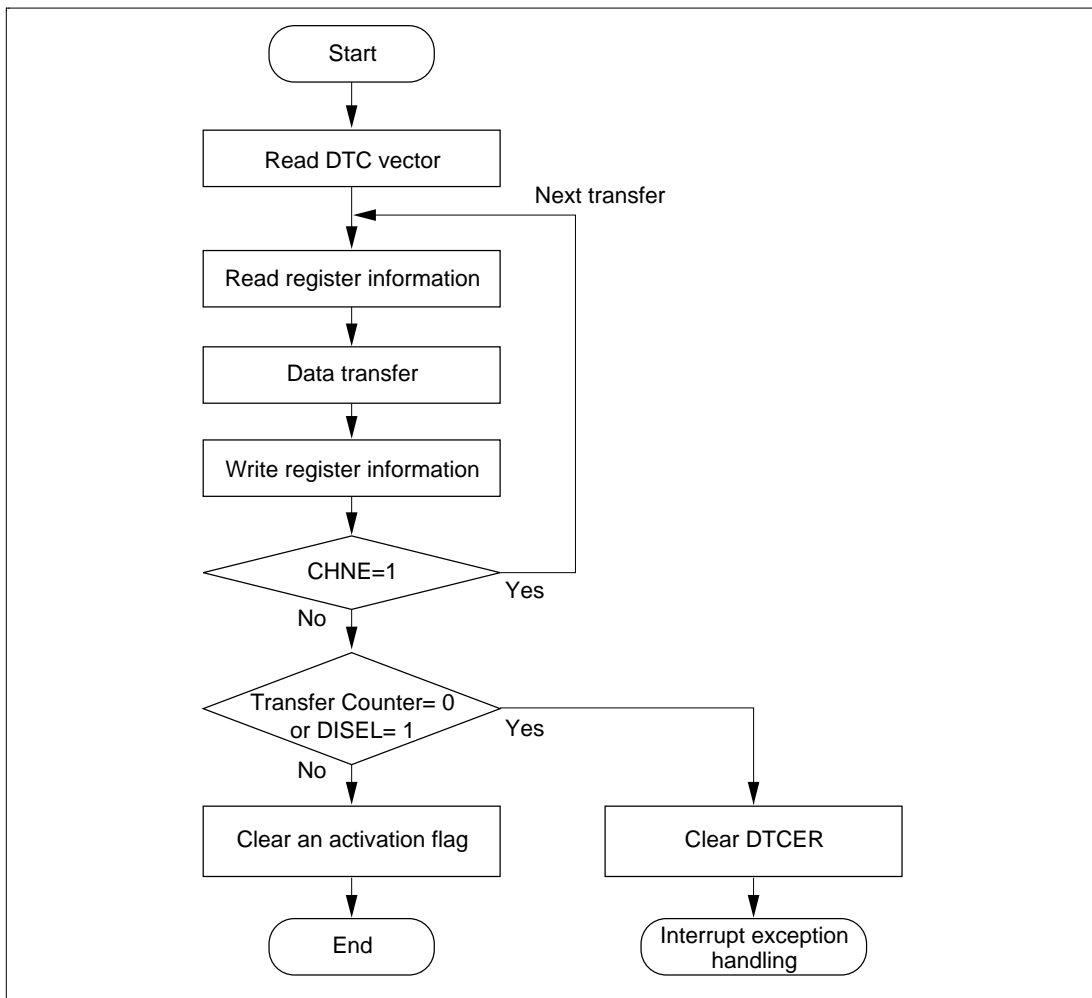 Start
Read DTC vector
Next transfer
Read register information
Data transfer
Write register information
CHNE=1
Yes
No
Transfer Counter= 0
or DISEL= 1
Yes
No
Clear an activation flag
Clear DTCER
End
Interrupt exception
handling